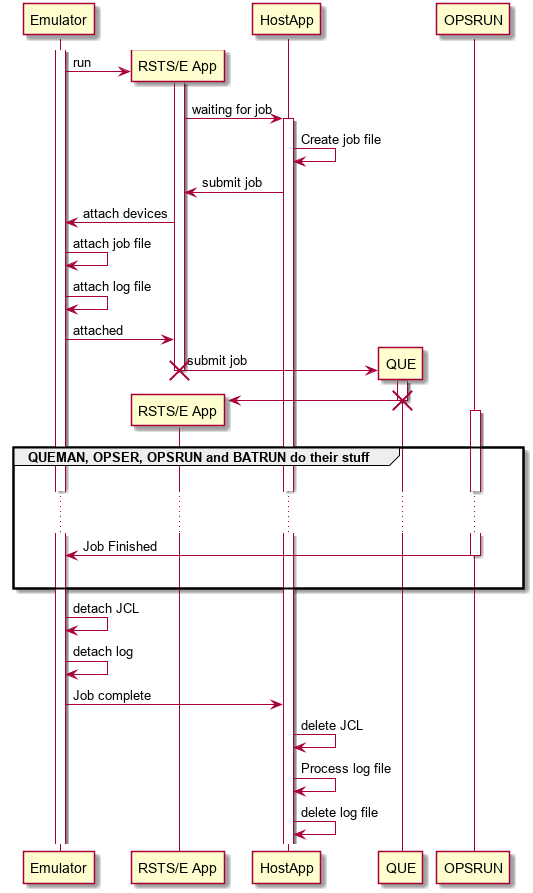 Emulator
HostApp
OPSRUN
run
RSTS/E App
waiting for job
Create job file
submit job
attach devices
attach job file
attach log file
attached
submit job
QUE
RSTS/E App
QUEMAN, OPSER, OPSRUN and BATRUN do their stuff
Job Finished
detach JCL
detach log
Job complete
delete JCL
Process log file
delete log file
Emulator
RSTS/E App
HostApp
QUE
OPSRUN